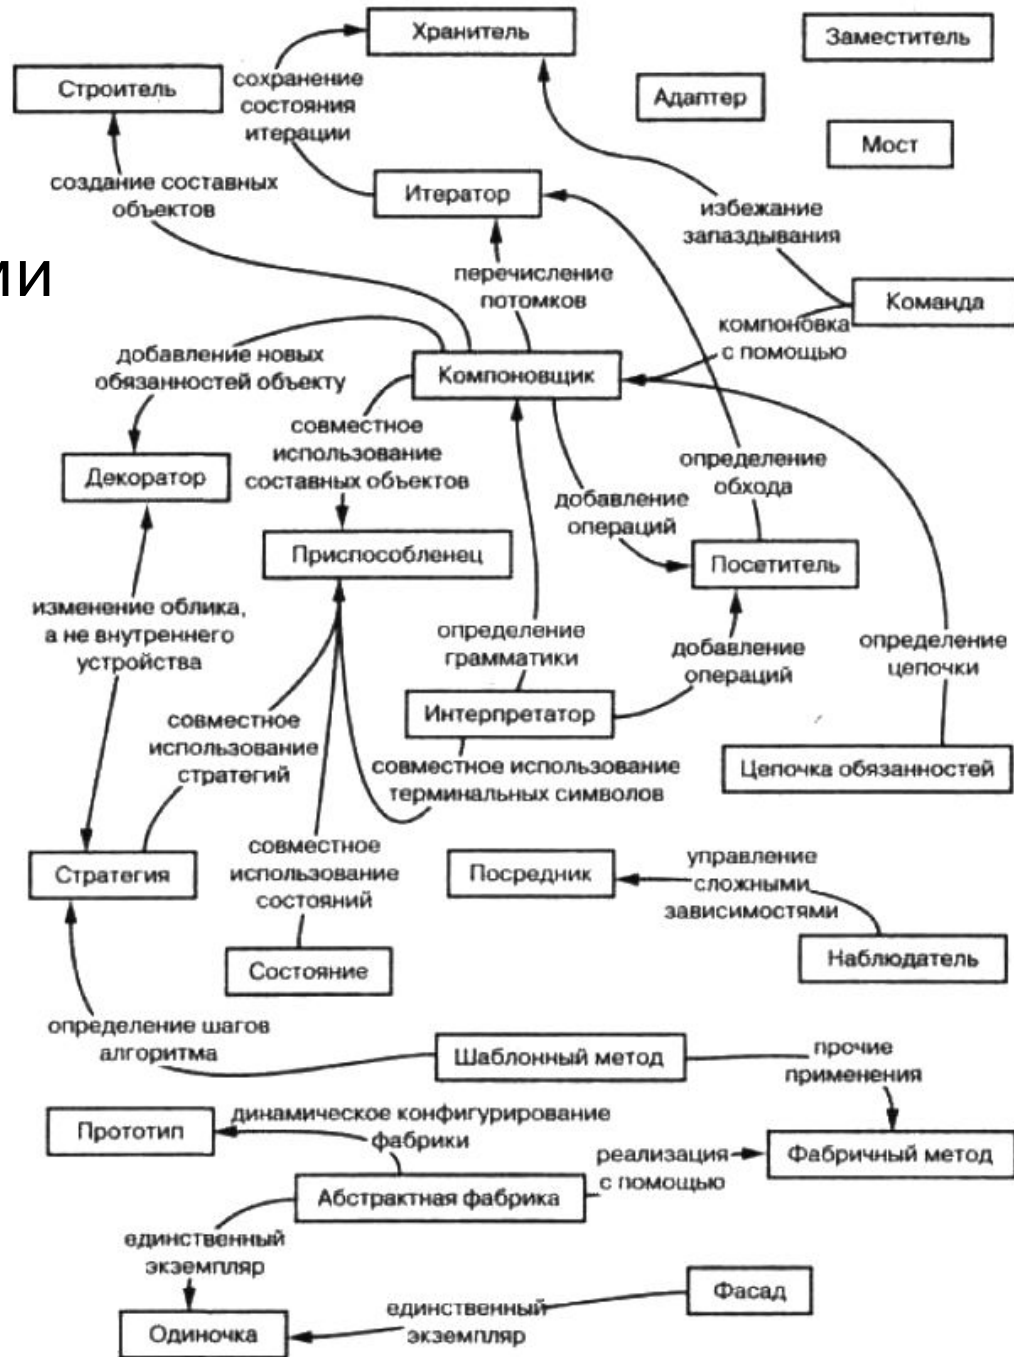 Хранитель
Заместитель
Строитель
сохранение
состояния
итерации
Адаптер
Мост
создание составных
объектов
Итератор
избежание
запаздывания
ми
перечисление
потомков
Команда
компоновка
с помощью
добавление новых
обязанностей объекту
Компоновщик
совместное
использование
составных объектов
Декоратор
определение
обхода
добавление
операций
Приспособленец
Посетитель
изменение облика,
а не внутреннего
устройства
определение
грамматики
добавление
операций
определение
цепочки
Интерпретатор
совместное
использование
стратегий
совместное использование
терминальных символов
Цепочка обязанностей
совместное
использование
состояний
Стратегия
Посредник
управление
сложными
зависимостями
Состояние
Наблюдатель
определение шагов
алгоритма
Шаблонный метод
прочие
применения
Прототип
динамическое конфигурирование
фабрики
реализация
с помощью
Фабричный метод
Абстрактная фабрика
единственный
экземпляр
Фасад
единственный
экземпляр
Одиночка